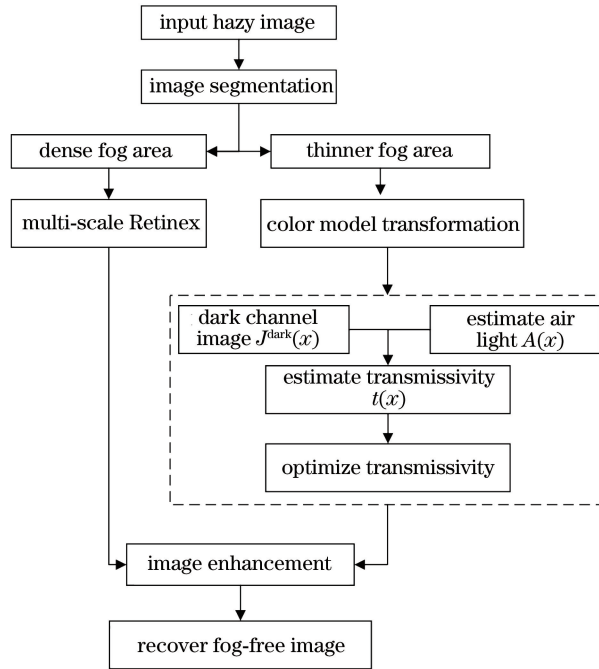 input hazy image
image segmentation
dense fog area
thinner fog area
multi-scale Retinex
color model transformation
dark channel
image J^dark(x)
estimate air
light A(x)
estimate transmissivity
t(x)
optimize transmissivity
image enhancement
recover fog-free image